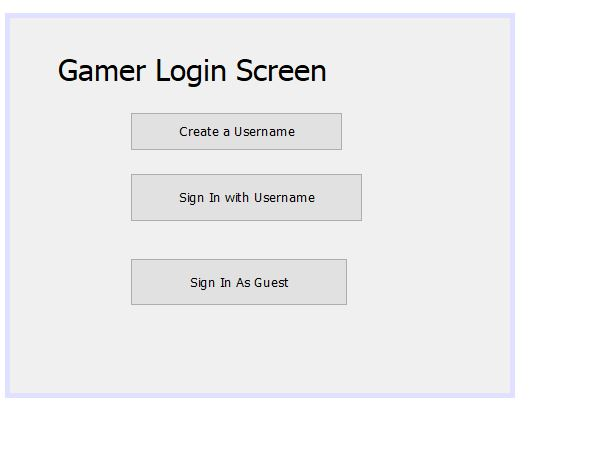 Gamer Login Screen
Create a Username
Sign In with Username
Sign In As Guest